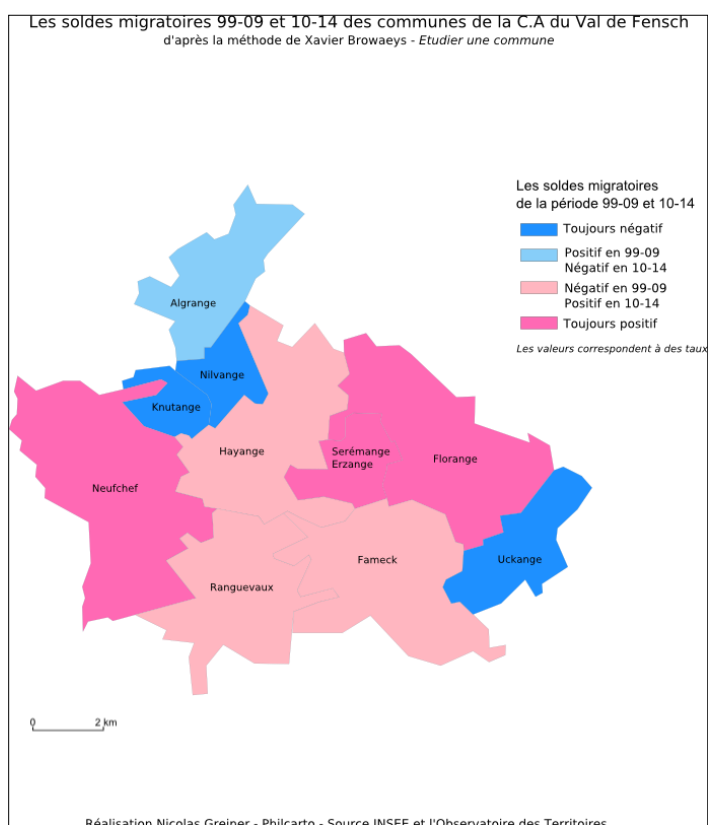 Les soldes migratoires 99-09 et 10-14 des communes de la C.A du Val de Fensch
d'après la méthode de Xavier Browaeys - Etudier une commune
Les soldes migratoires
de la période 99-09 et 10-14
Toujours négatif
Positif en 99-09
Négatif en 10-14
Négatif en 99-09
Positif en 10-14
Toujours positif
Les valeurs correspondent à des taux
Algrange
Nilvange
Knutange
Hayange
Serémange
Erzange
Florange
Neufchef
Fameck
Uckange
Ranguevaux
0 2 km
Réalisation Nicolas Greiner - Philcarto - Source INSEE et l'Observatoire des Territoires